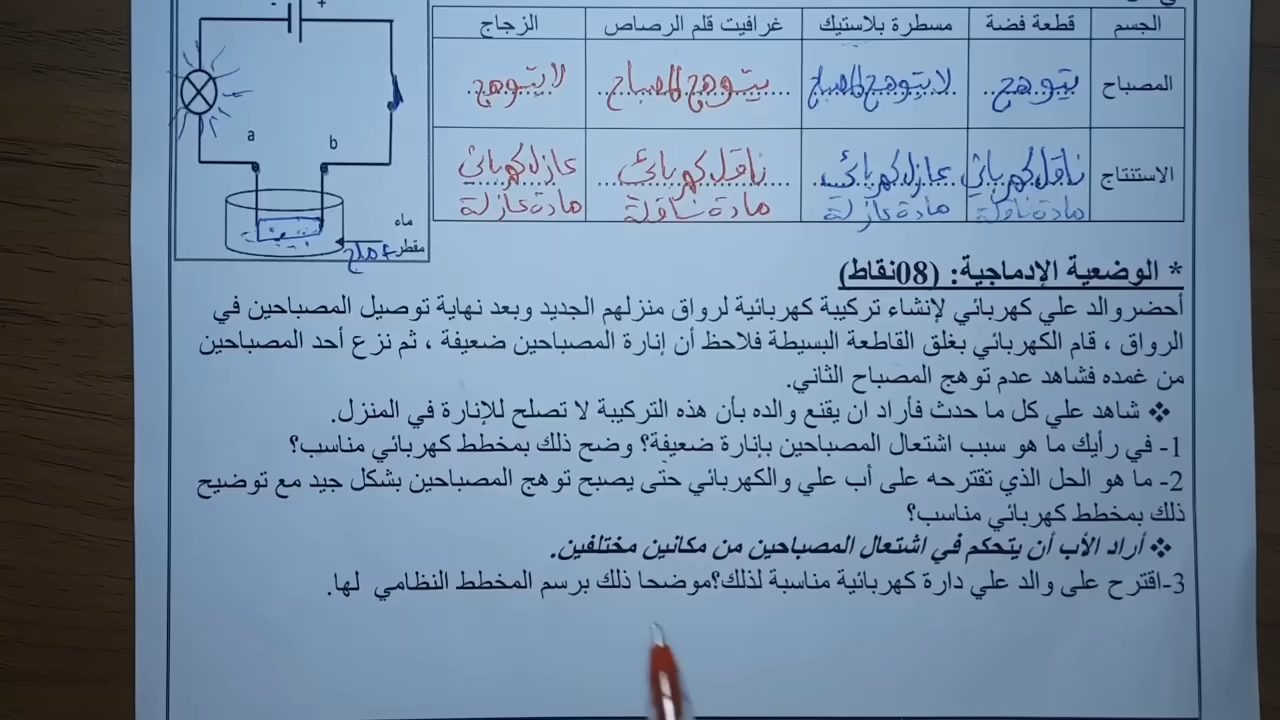 - +
الجسم قطعة فضة مسطرة بلاستيك غرافيت قلم الرصاص الزجاج
المصباح يتوهج لا يتوهج المصباح يتوهج المصباح لا يتوهج
الاستنتاج ناقل كهربائي عازل كهربائي ناقل كهربائي عازل كهربائي
مادة ناقلة مادة عازلة مادة ناقلة مادة عازلة
a b
ماء
مقطر + ملح
* الوضعية الإدماجية: (08نقاط)
أحضروالد علي كهربائي لإنشاء تركيبة كهربائية لرواق منزلهم الجديد وبعد نهاية توصيل المصباحين في
الرواق ، قام الكهربائي بغلق القاطعة البسيطة فلاحظ أن إنارة المصباحين ضعيفة ، ثم نزع أحد المصباحين
من غمده فشاهد عدم توهج المصباح الثاني.
❖ شاهد علي كل ما حدث فأراد ان يقنع والده بأن هذه التركيبة لا تصلح للإنارة في المنزل.
1- في رأيك ما هو سبب اشتعال المصباحين بإنارة ضعيفة؟ وضح ذلك بمخطط كهربائي مناسب؟
2- ما هو الحل الذي تقترحه على أب علي والكهربائي حتى يصبح توهج المصباحين بشكل جيد مع توضيح
ذلك بمخطط كهربائي مناسب؟
❖ أراد الأب أن يتحكم في اشتعال المصباحين من مكانين مختلفين.
3-اقترح على والد علي دارة كهربائية مناسبة لذلك؟موضحا ذلك برسم المخطط النظامي لها.